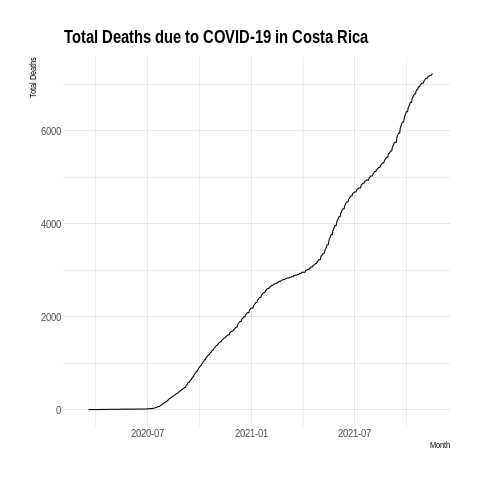 Total Deaths due to COVID-19 in Costa Rica
Total Deaths
6000
4000
2000
0
2020-07
2021-01
2021-07
Month